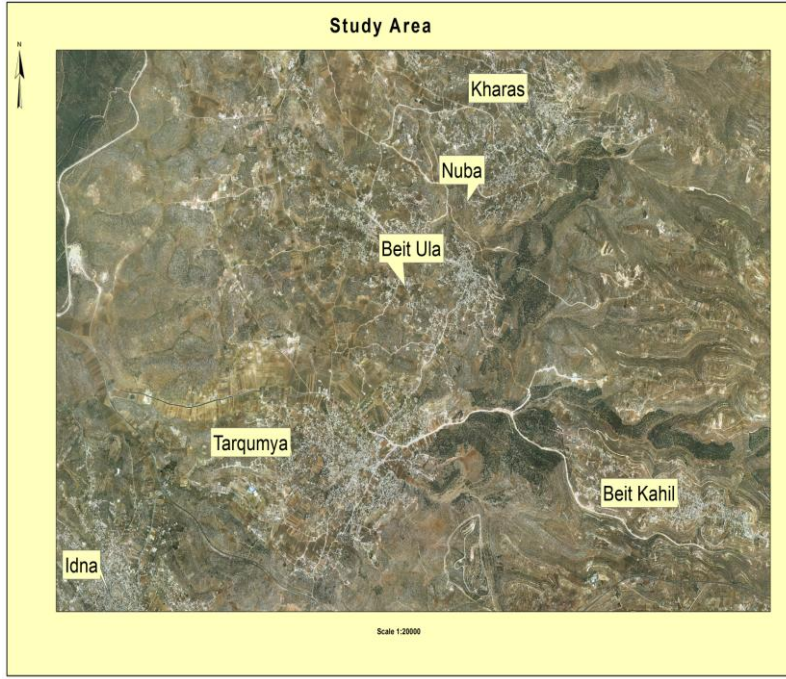 Study Area
N
Kharas
Nuba
Beit Ula
Tarqumya
Beit Kahil
Idna
Scale 1:20000